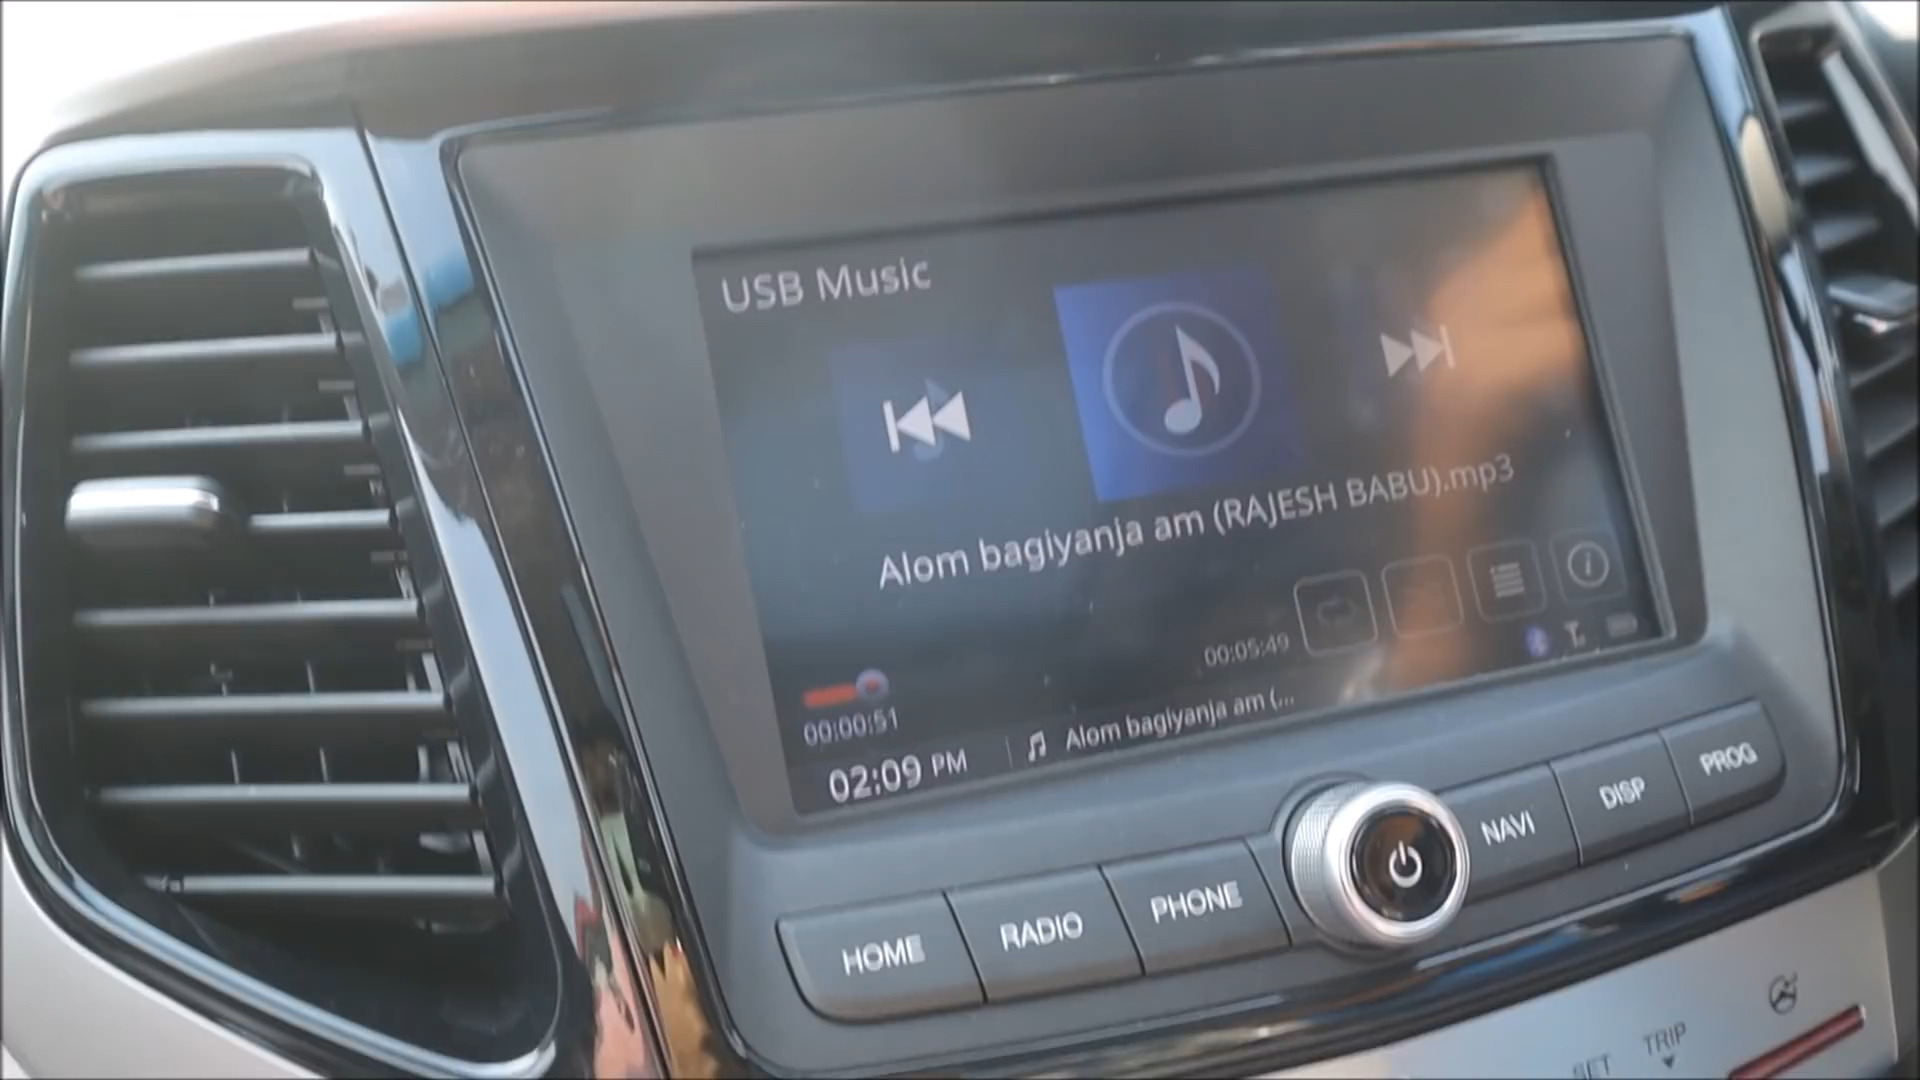 USB Music
Alom bagiyanja am (RAJESH BABU).mp3
00:05:49
00:00:51
02:09 PM
Alom bagiyanja am (...
HOME
RADIO
PHONE
NAVI
DISP
PROG
SET
TRIP